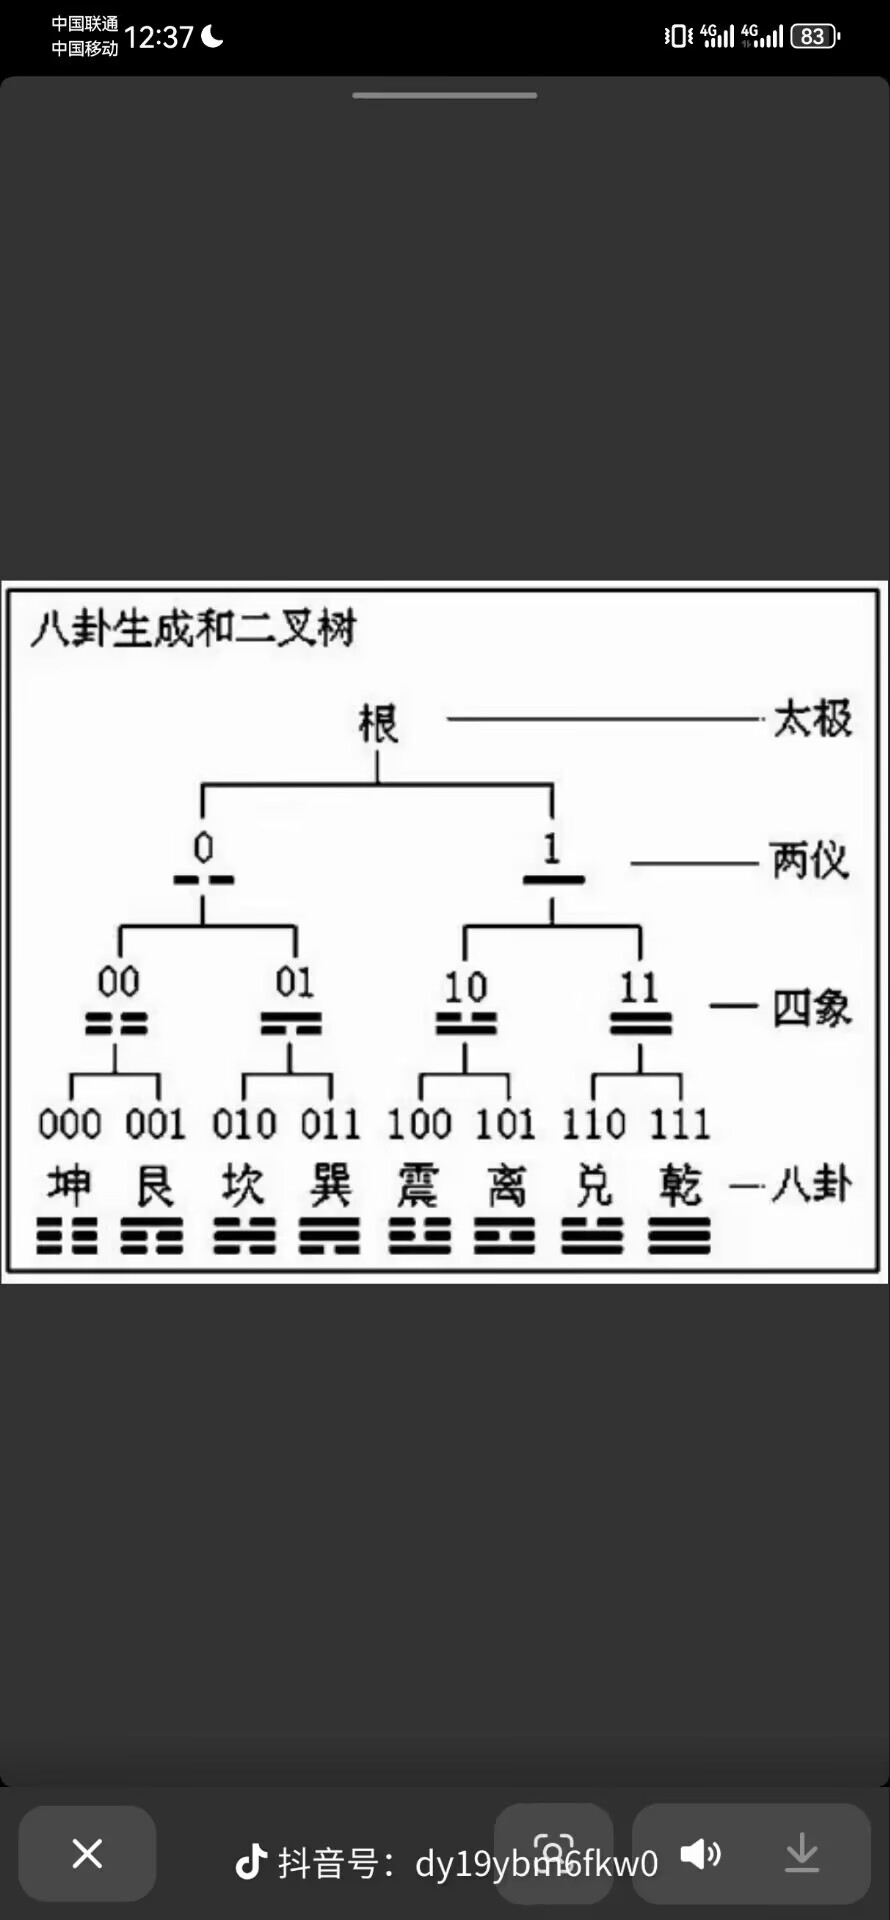 中国联通
中国移动
12:37
4G 4G 83
八卦生成和二叉树
根 太极
0 1 两仪
00 01 10 11 四象
000 001 010 011 100 101 110 111
坤 艮 坎 巽 震 离 兑 乾 八卦
抖音号：dy19ybm6fkw0